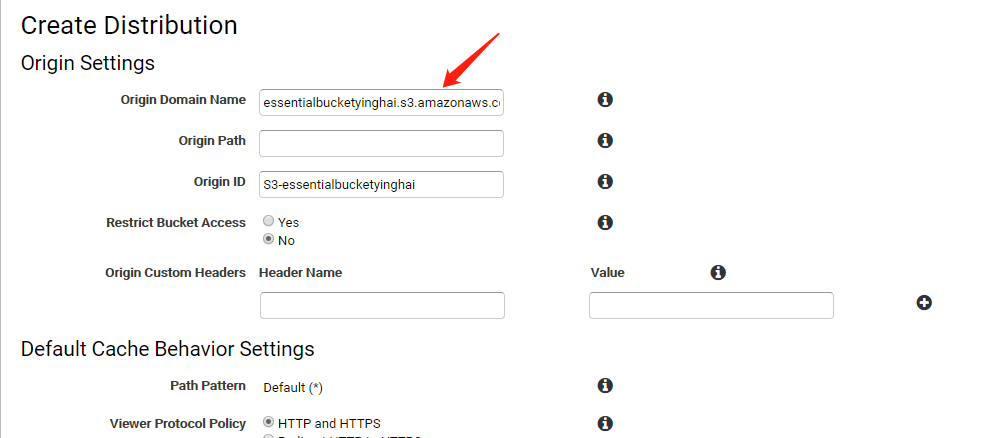 Create Distribution
Origin Settings
Origin Domain Name essentialbucketyinghai.s3.amazonaws.c
Origin Path
Origin ID S3-essentialbucketyinghai
Restrict Bucket Access Yes
No
Origin Custom Headers Header Name Value
Default Cache Behavior Settings
Path Pattern Default (*)
Viewer Protocol Policy HTTP and HTTPS